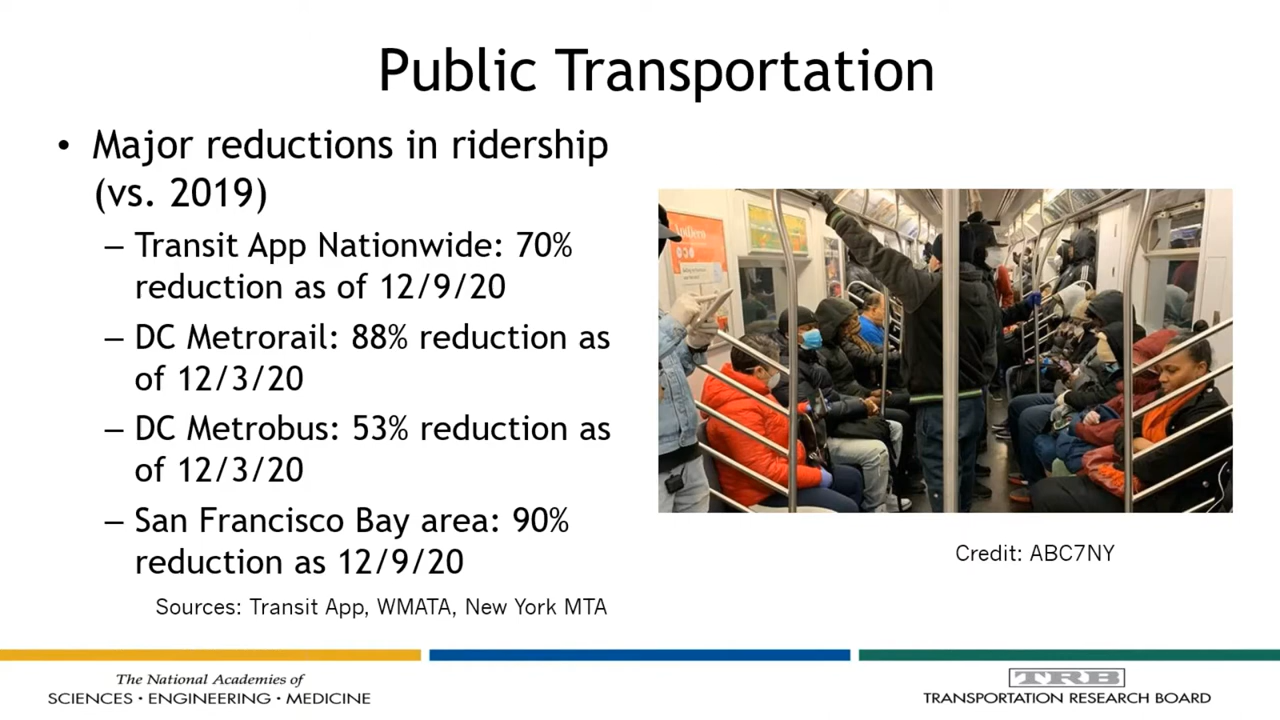 Public Transportation
• Major reductions in ridership
(vs. 2019)
– Transit App Nationwide: 70%
reduction as of 12/9/20
– DC Metrorail: 88% reduction as
of 12/3/20
– DC Metrobus: 53% reduction as
of 12/3/20
– San Francisco Bay area: 90%
reduction as 12/9/20
Sources: Transit App, WMATA, New York MTA
Credit: ABC7NY
The National Academies of
SCIENCES • ENGINEERING • MEDICINE
TRB
TRANSPORTATION RESEARCH BOARD